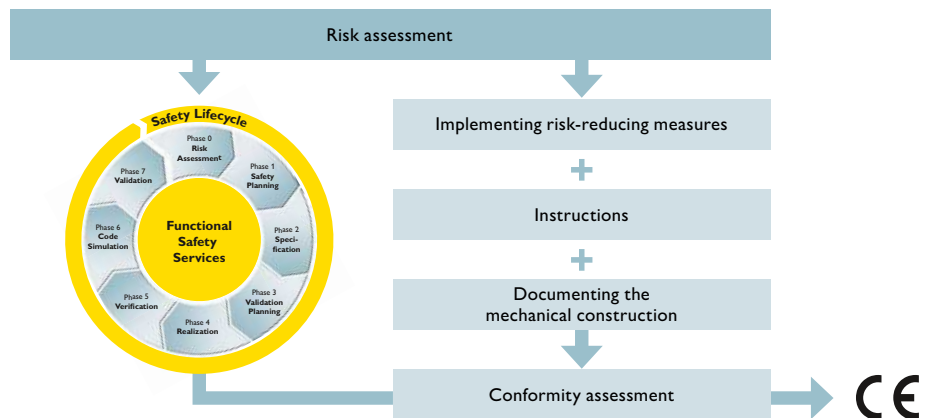 Risk assessment
Safety Lifecycle
Phase 0
Risk
Assessment
Phase 1
Safety
Planning
Phase 2
Speci-
fication
Phase 3
Validation
Planning
Phase 4
Realization
Phase 5
Verification
Phase 6
Code
Simulation
Phase 7
Validation
Functional
Safety
Services
Implementing risk-reducing measures
+
Instructions
+
Documenting the
mechanical construction
Conformity assessment
CE